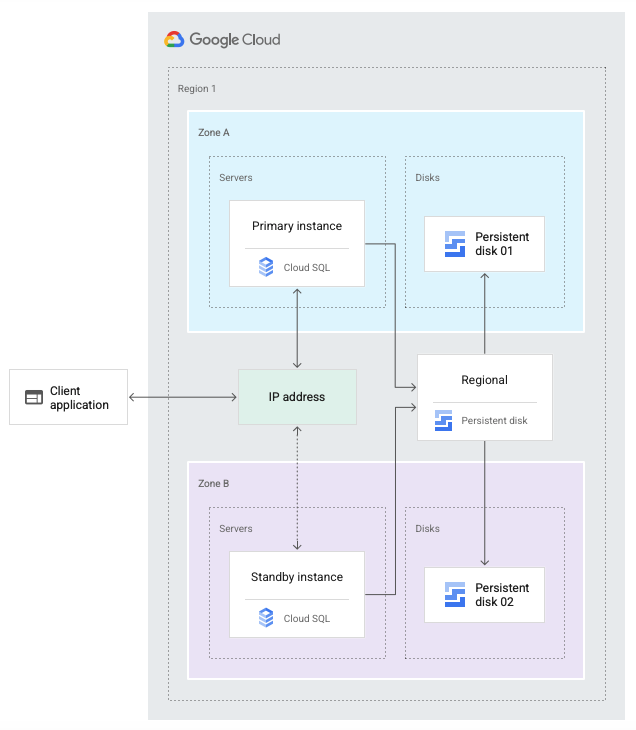 Google Cloud
Region 1
Zone A
Servers
Disks
Primary instance
Cloud SQL
Persistent
disk 01
Client
application
IP address
Regional
Persistent disk
Zone B
Servers
Disks
Standby instance
Cloud SQL
Persistent
disk 02